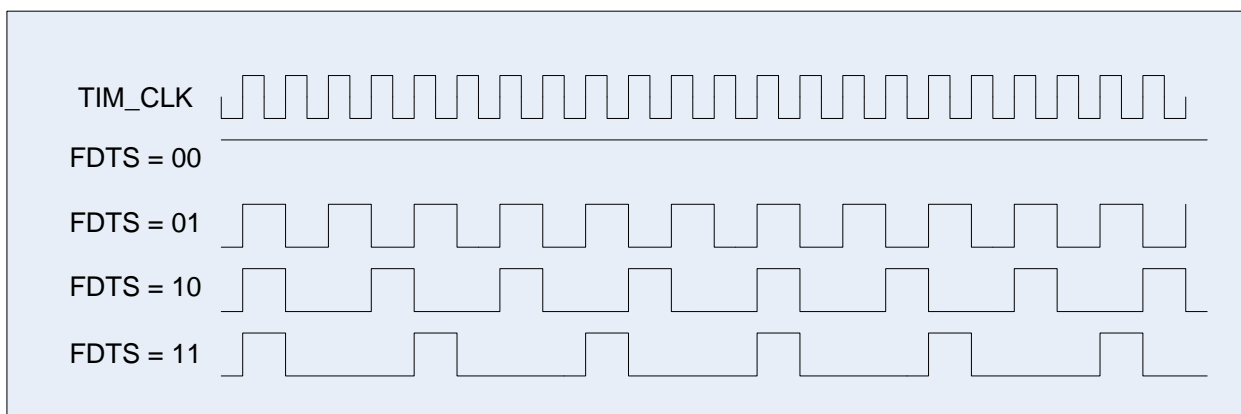 TIM_CLK
FDTS = 00
FDTS = 01
FDTS = 10
FDTS = 11